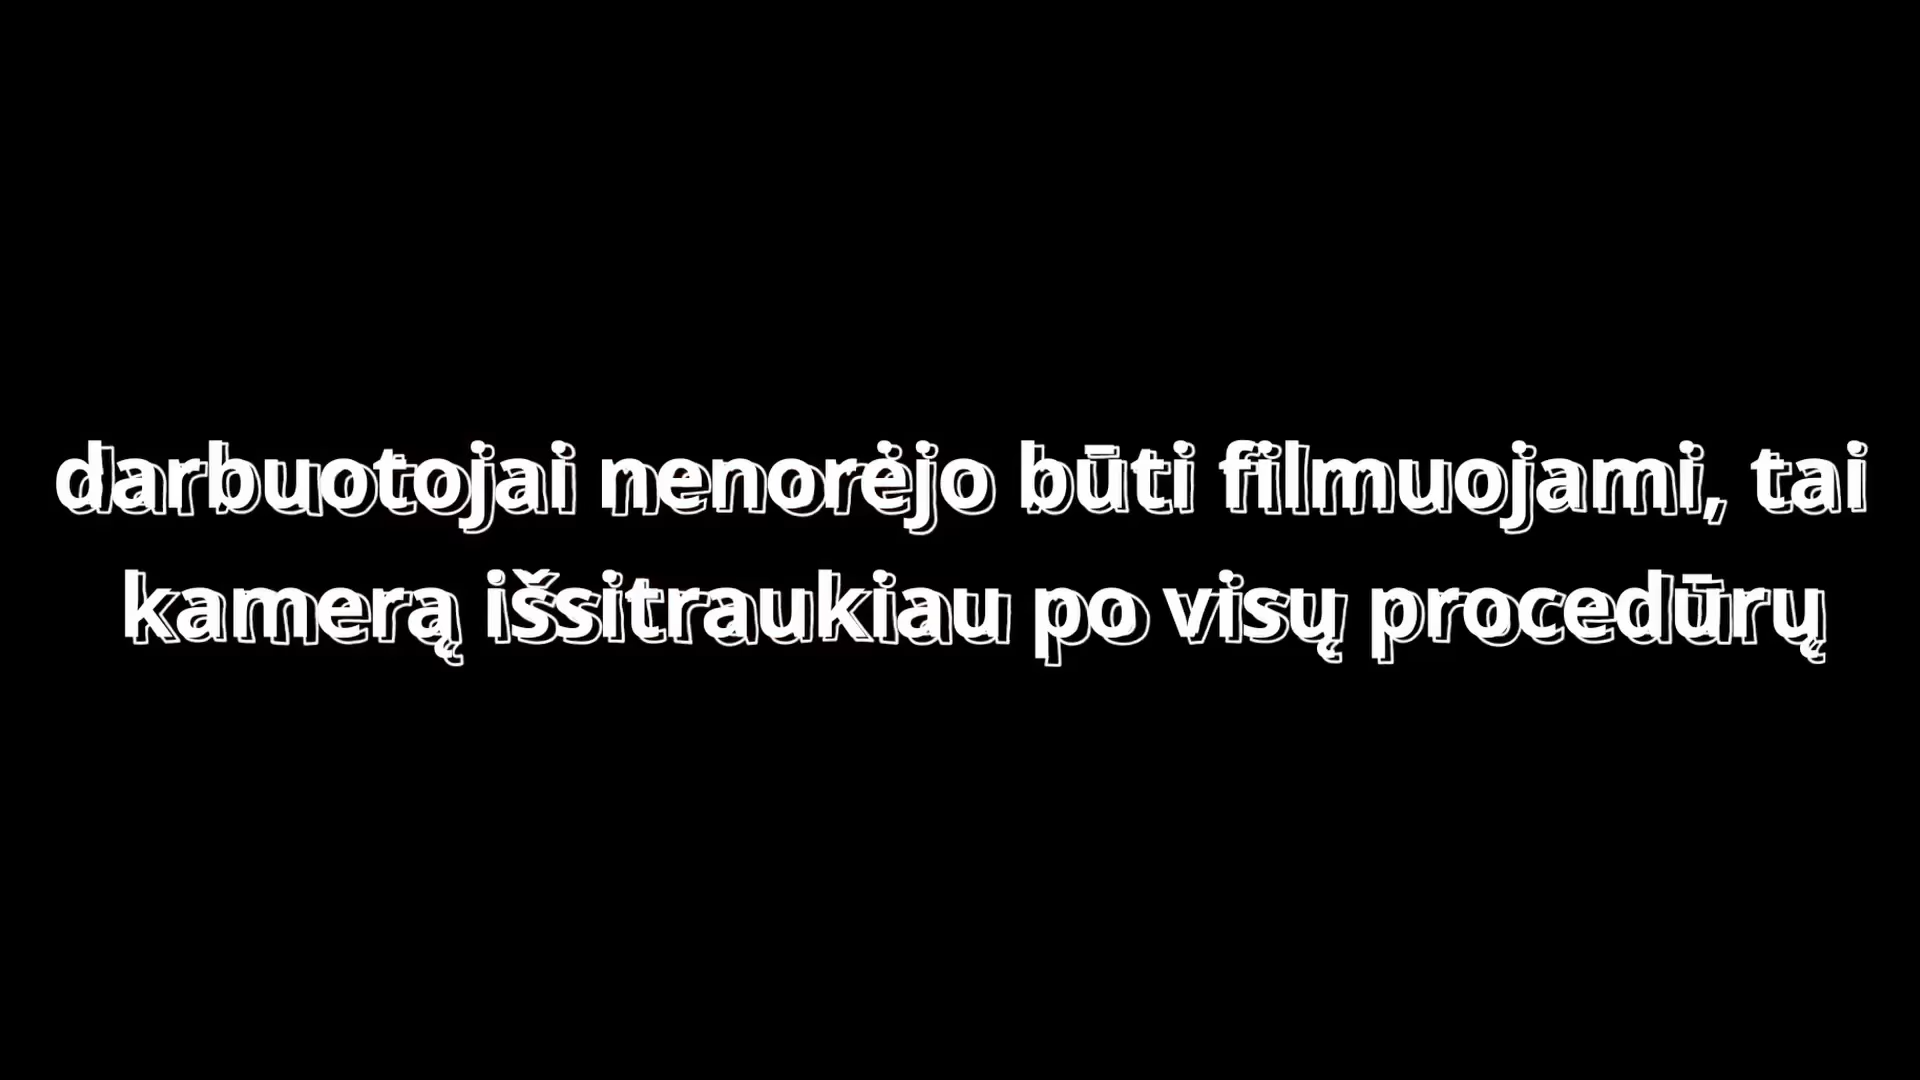 darbuotojai nenorėjo būti filmuojami, tai
kamerą išsitraukiau po visų procedūrų